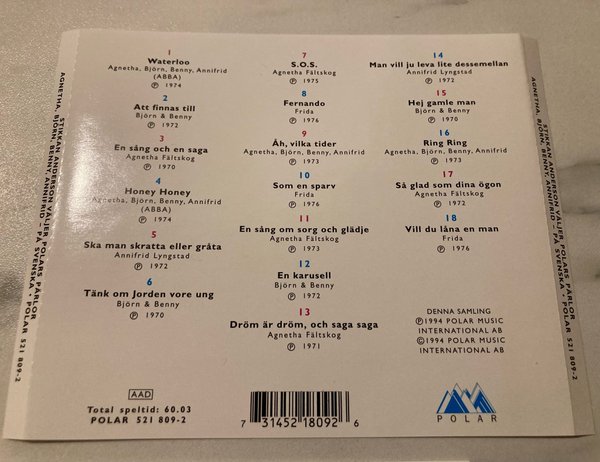 AGNETHA, BJÖRN, BENNY, ANNIFRID – PÅ SVENSKA • POLAR 521 809-2
STIKKAN ANDERSON VÄLJER POLARS PÄRLOR
1
Waterloo
Agnetha, Björn, Benny, Annifrid
(ABBA)
Ⓟ 1974
2
Att finnas till
Björn & Benny
Ⓟ 1972
3
En sång och en saga
Agnetha Fältskog
Ⓟ 1970
4
Honey Honey
Agnetha, Björn, Benny, Annifrid
(ABBA)
Ⓟ 1974
5
Ska man skratta eller gråta
Annifrid Lyngstad
Ⓟ 1972
6
Tänk om Jorden vore ung
Björn & Benny
Ⓟ 1970
7
S.O.S.
Agnetha Fältskog
Ⓟ 1975
8
Fernando
Frida
Ⓟ 1976
9
Åh, vilka tider
Agnetha, Björn, Benny, Annifrid
Ⓟ 1973
10
Som en sparv
Frida
Ⓟ 1976
11
En sång om sorg och glädje
Agnetha Fältskog
Ⓟ 1973
12
En karusell
Björn & Benny
Ⓟ 1972
13
Dröm är dröm, och saga saga
Agnetha Fältskog
Ⓟ 1971
14
Man vill ju leva lite dessemellan
Annifrid Lyngstad
Ⓟ 1972
15
Hej gamle man
Björn & Benny
Ⓟ 1970
16
Ring Ring
Agnetha, Björn, Benny, Annifrid
Ⓟ 1973
17
Så glad som dina ögon
Agnetha Fältskog
Ⓟ 1972
18
Vill du låna en man
Frida
Ⓟ 1976
DENNA SAMLING
Ⓟ1994 POLAR MUSIC
INTERNATIONAL AB
©1994 POLAR MUSIC
INTERNATIONAL AB
AAD
Total speltid: 60.03
POLAR 521 809-2
7 31452 18092 6
POLAR
STIKKAN ANDERSON VÄLJER POLARS PÄRLOR
AGNETHA, BJÖRN, BENNY, ANNIFRID – PÅ SVENSKA • POLAR 521 809-2